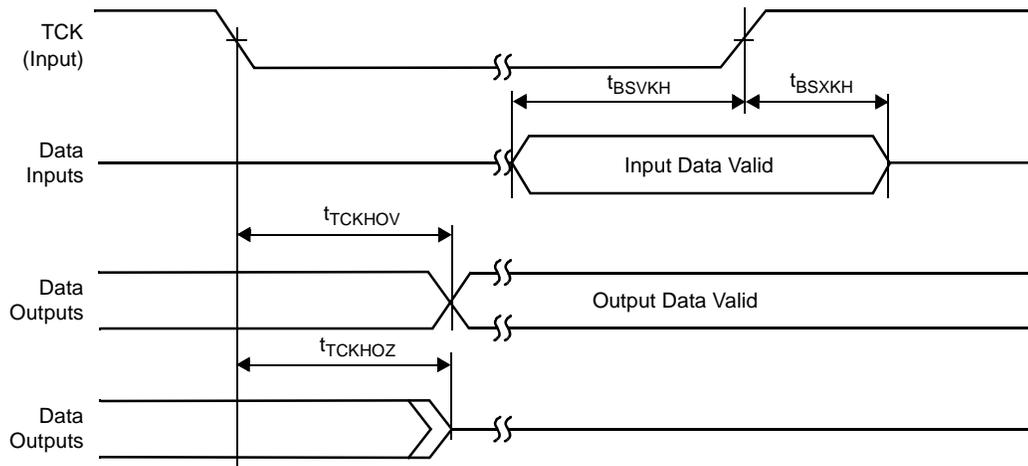 TCK
(Input)
tBSVKH
tBSXKH
Data
Inputs
Input Data Valid
tTCKHOV
Data
Outputs
Output Data Valid
tTCKHOZ
Data
Outputs